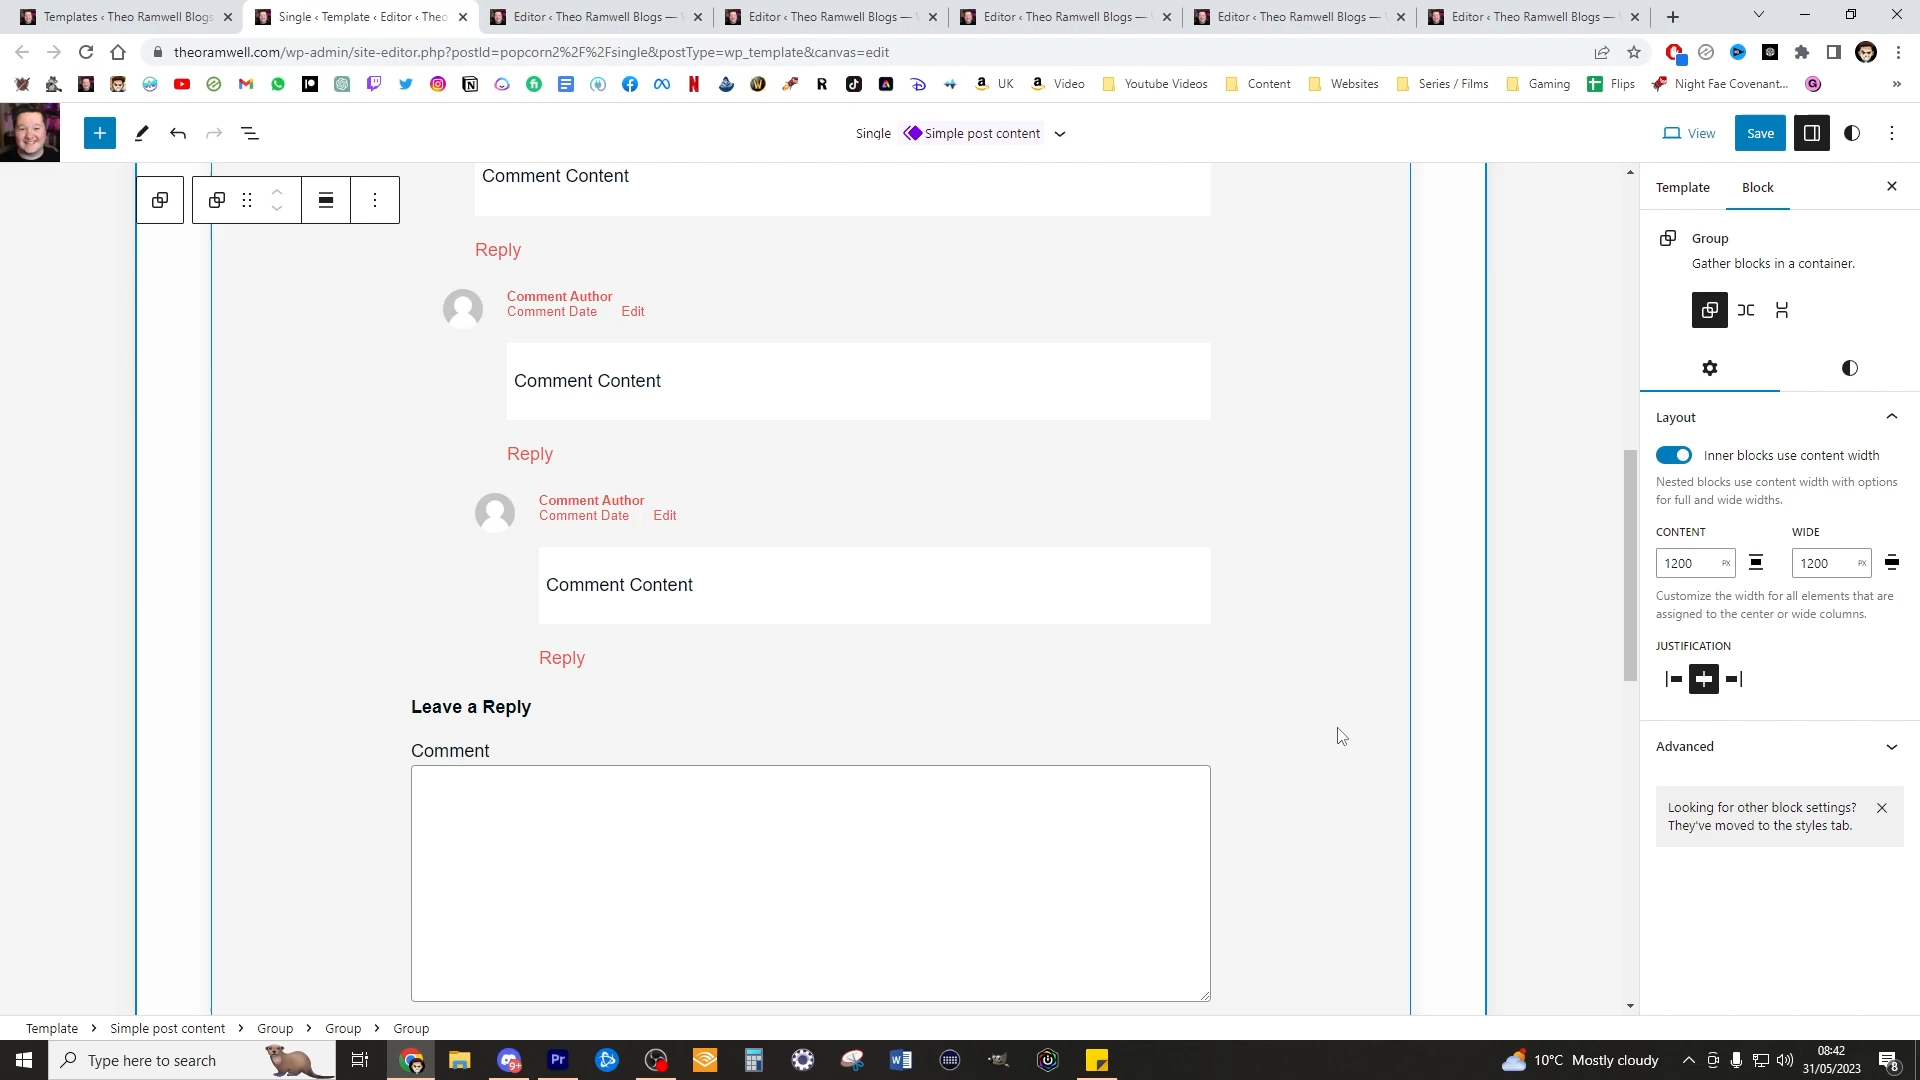 Templates ‹ Theo Ramwell Blogs
Single ‹ Template ‹ Editor ‹ Theo
Editor ‹ Theo Ramwell Blogs —
Editor ‹ Theo Ramwell Blogs —
Editor ‹ Theo Ramwell Blogs —
Editor ‹ Theo Ramwell Blogs —
Editor ‹ Theo Ramwell Blogs —
theoramwell.com/wp-admin/site-editor.php?postId=popcorn2%2F%2Fsingle&postType=wp_template&canvas=edit
UK
Video
Youtube Videos
Content
Websites
Series / Films
Gaming
Flips
Night Fae Covenant...
»
Single
Simple post content
View
Save
Template
Block
Comment Content
Reply
Comment Author
Comment Date
Edit
Comment Content
Reply
Comment Author
Comment Date
Edit
Comment Content
Reply
Leave a Reply
Comment
Group
Gather blocks in a container.
Layout
Inner blocks use content width
Nested blocks use content width with options
for full and wide widths.
CONTENT
WIDE
1200 PX
1200 PX
Customize the width for all elements that are
assigned to the center or wide columns.
JUSTIFICATION
Advanced
Looking for other block settings?
They've moved to the styles tab.
Template > Simple post content > Group > Group > Group
Type here to search
9+
Pr
10°C Mostly cloudy
08:42
31/05/2023
8